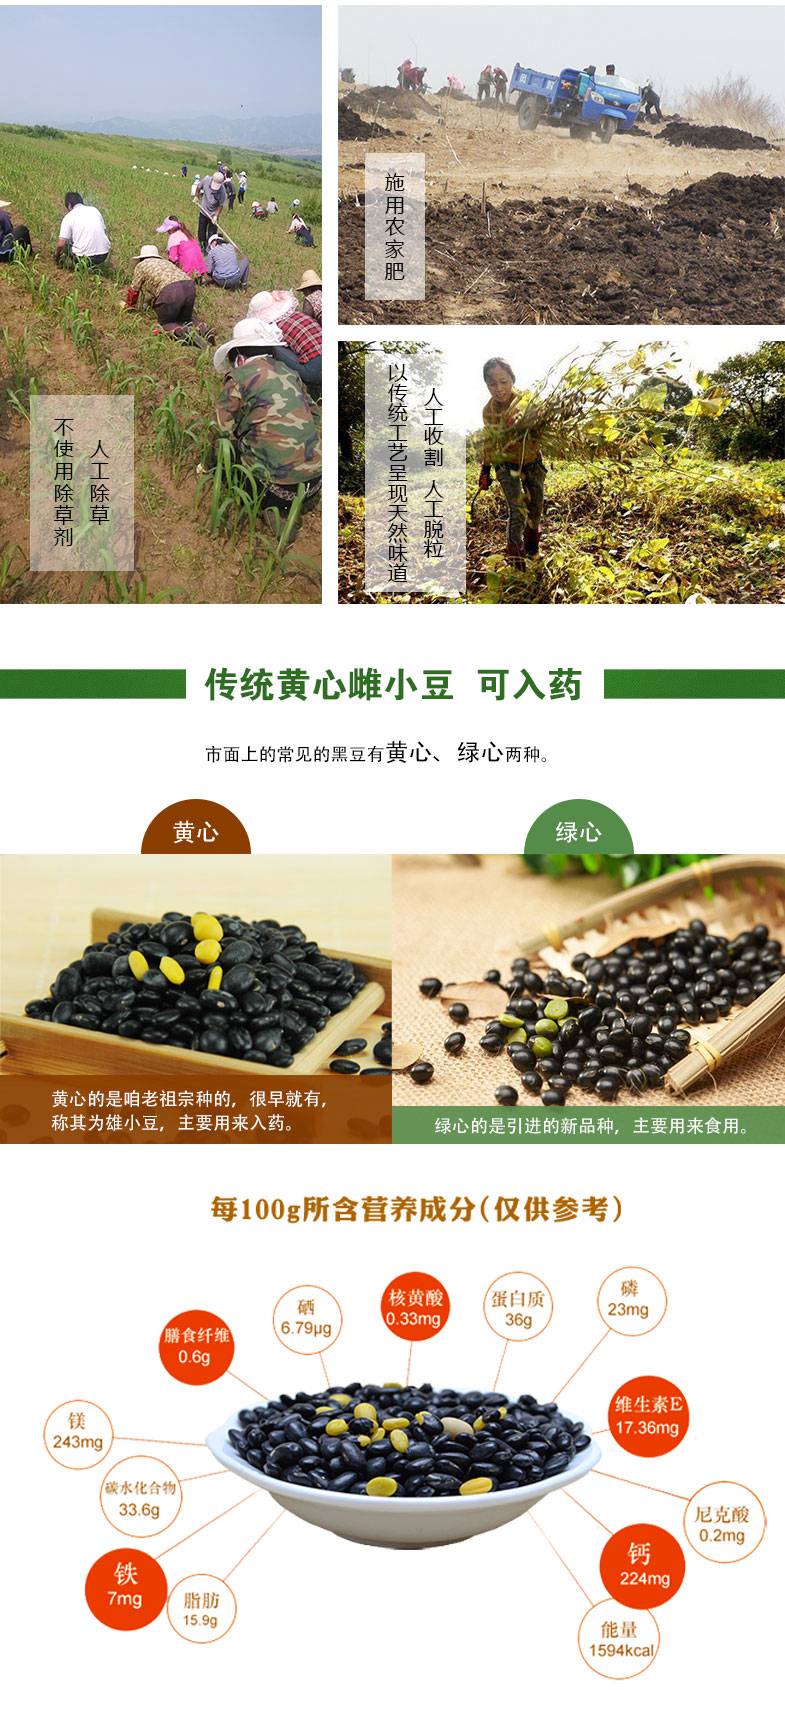 施用农家肥
人工除草
不使用除草剂
人工收割 人工脱粒
以传统工艺呈现天然味道
传统黄心雌小豆 可入药
市面上的常见的黑豆有黄心、绿心两种。
黄心
绿心
黄心的是咱老祖宗种的，很早就有，
称其为雄小豆，主要用来入药。
绿心的是引进的新品种，主要用来食用。
每100g所含营养成分(仅供参考)
硒
6.79μg
核黄酸
0.33mg
蛋白质
36g
磷
23mg
膳食纤维
0.6g
维生素E
17.36mg
镁
243mg
碳水化合物
33.6g
尼克酸
0.2mg
铁
7mg
脂肪
15.9g
钙
224mg
能量
1594kcal